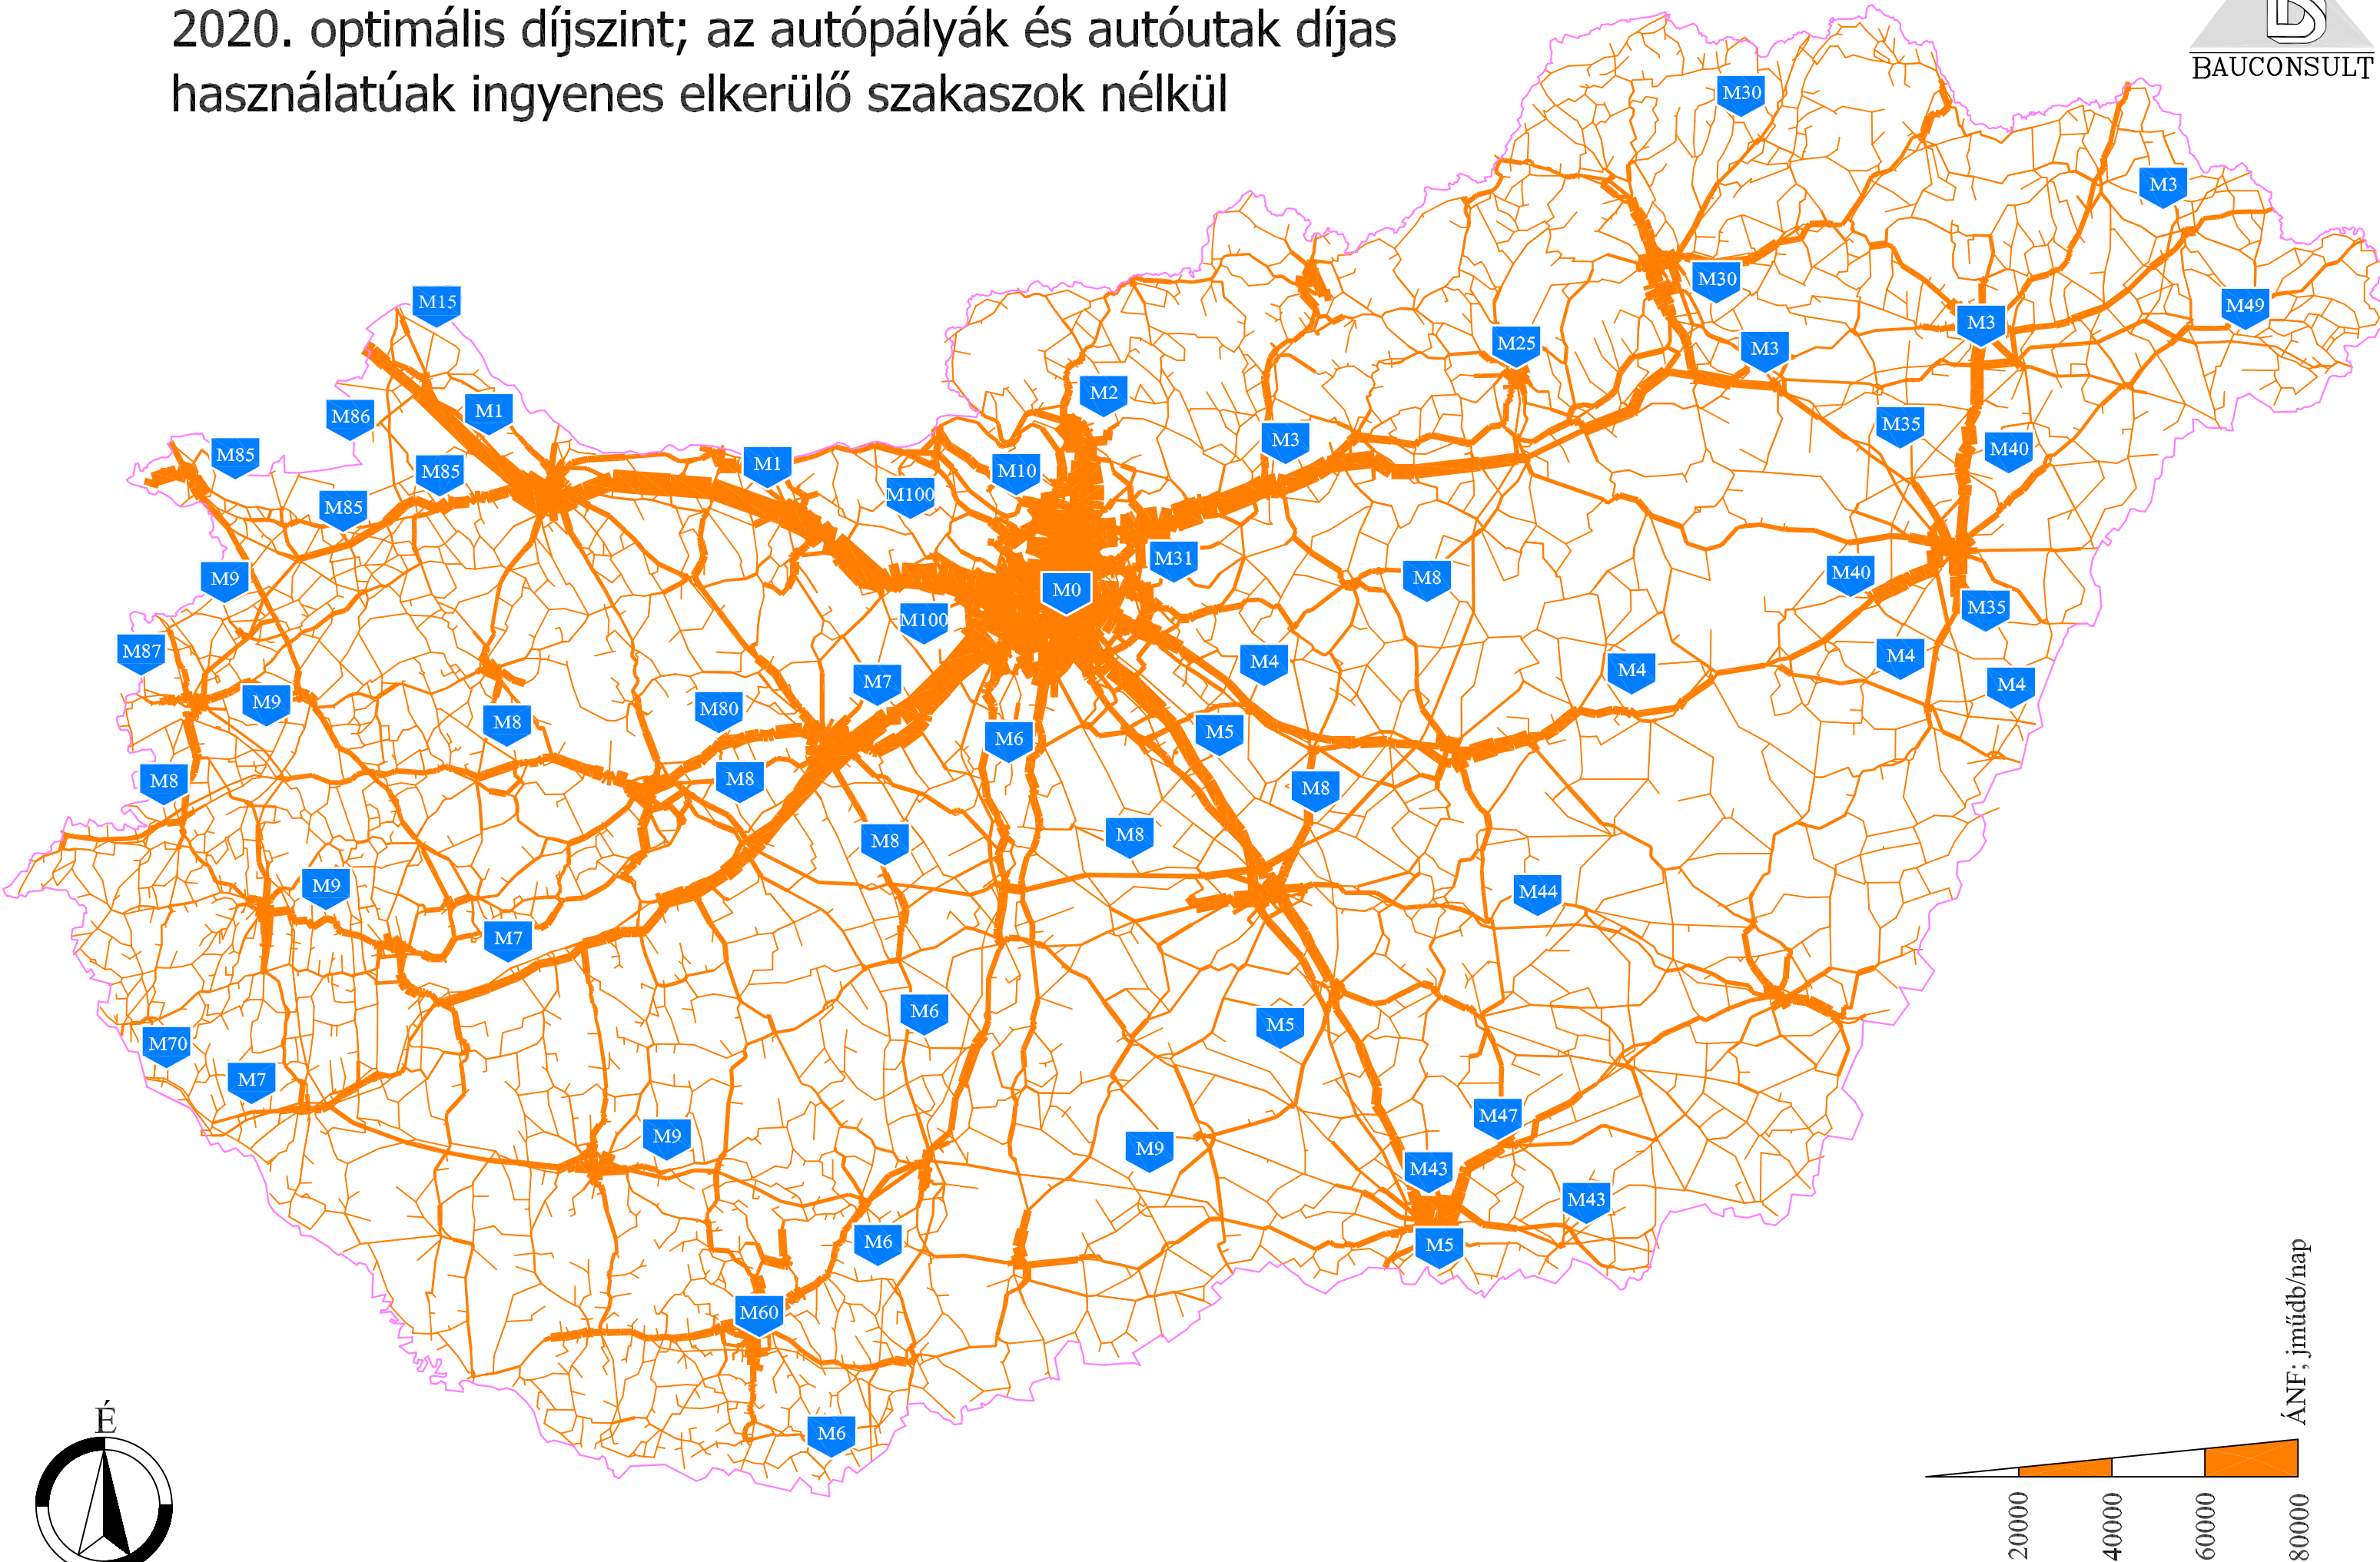 2020. optimális díjszint; az autópályák és autóutak díjas
használatúak ingyenes elkerülő szakaszok nélkül
BAUCONSULT
M30
M3
M15
M30
M49
M3
M25
M3
M2
M86
M1
M3
M35
M40
M85
M85
M1
M10
M100
M85
M31
M9
M8
M40
M0
M35
M100
M87
M4
M4
M4
M7
M4
M9
M80
M8
M6
M5
M8
M8
M8
M8
M8
M9
M44
M7
M6
M5
M70
M7
M47
M9
M9
M43
M43
M6
M5
M60
M6
É
ÁNF; jműdb/nap
20000
40000
60000
80000